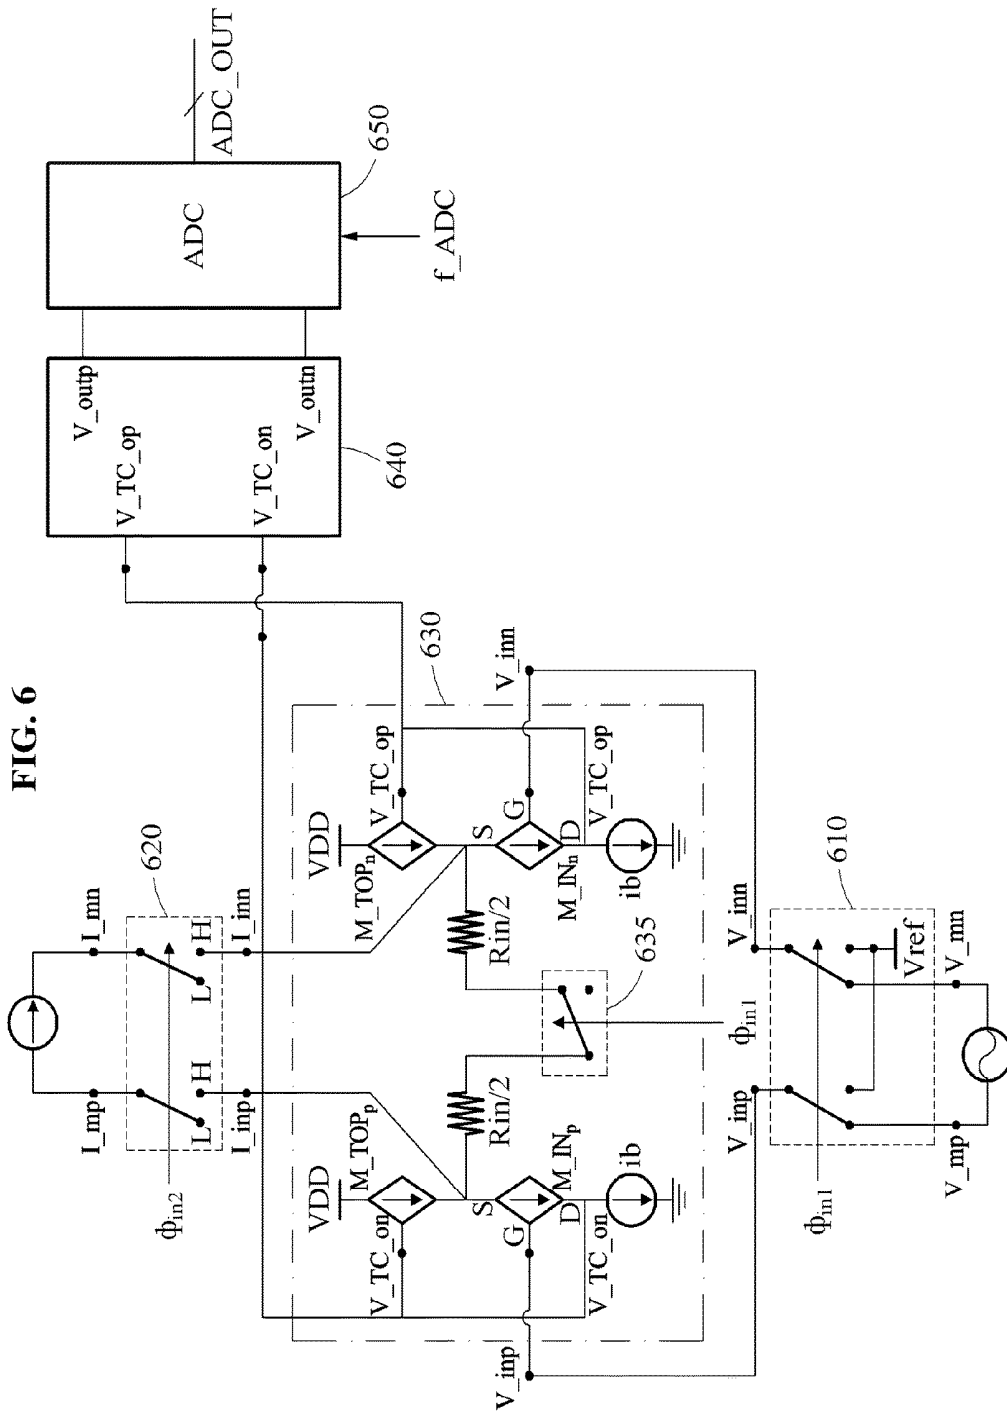 FIG. 6
620
I_mp
I_mn
L
H
L
H
ϕin2
I_inp
I_inn
630
VDD
VDD
M_TOPp
M_TOPn
V_TC_on
V_TC_op
S
S
G
G
M_INp
M_INn
D
D
V_TC_on
V_TC_op
Rin/2
Rin/2
635
ib
ib
V_inp
V_inn
ϕin1
V_inp
V_inn
610
ϕin1
Vref
V_mp
V_mn
V_TC_op
V_TC_on
V_outp
V_outn
640
ADC
650
f_ADC
ADC_OUT